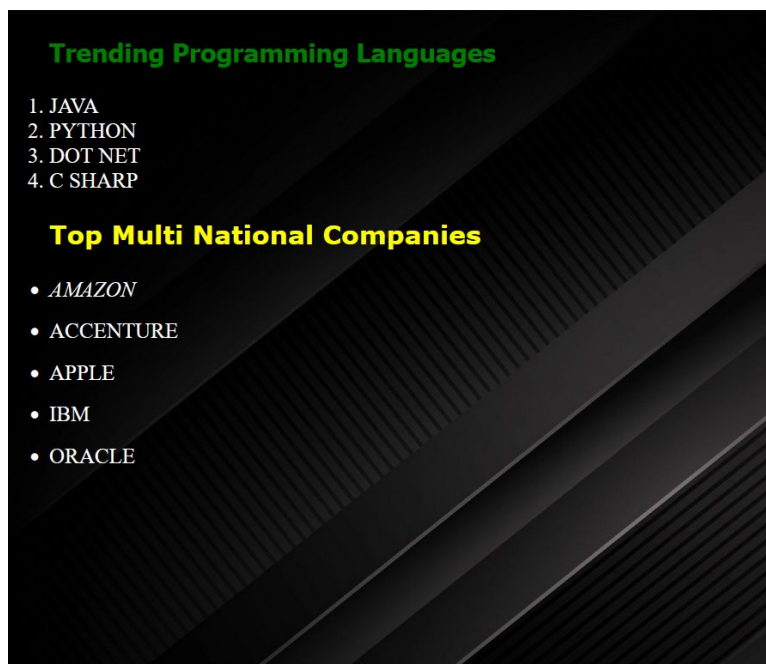 Trending Programming Languages
1. JAVA
2. PYTHON
3. DOT NET
4. C SHARP
Top Multi National Companies
• AMAZON
• ACCENTURE
• APPLE
• IBM
• ORACLE